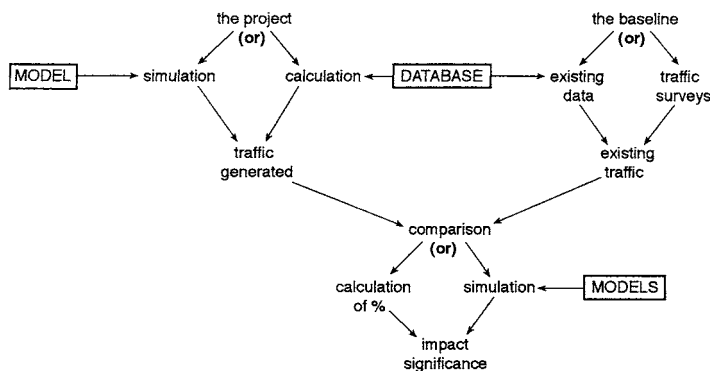 the project
(or)
the baseline
(or)
MODEL
simulation
calculation
DATABASE
existing
data
traffic
surveys
traffic
generated
existing
traffic
comparison
(or)
calculation
of %
simulation
MODELS
impact
significance